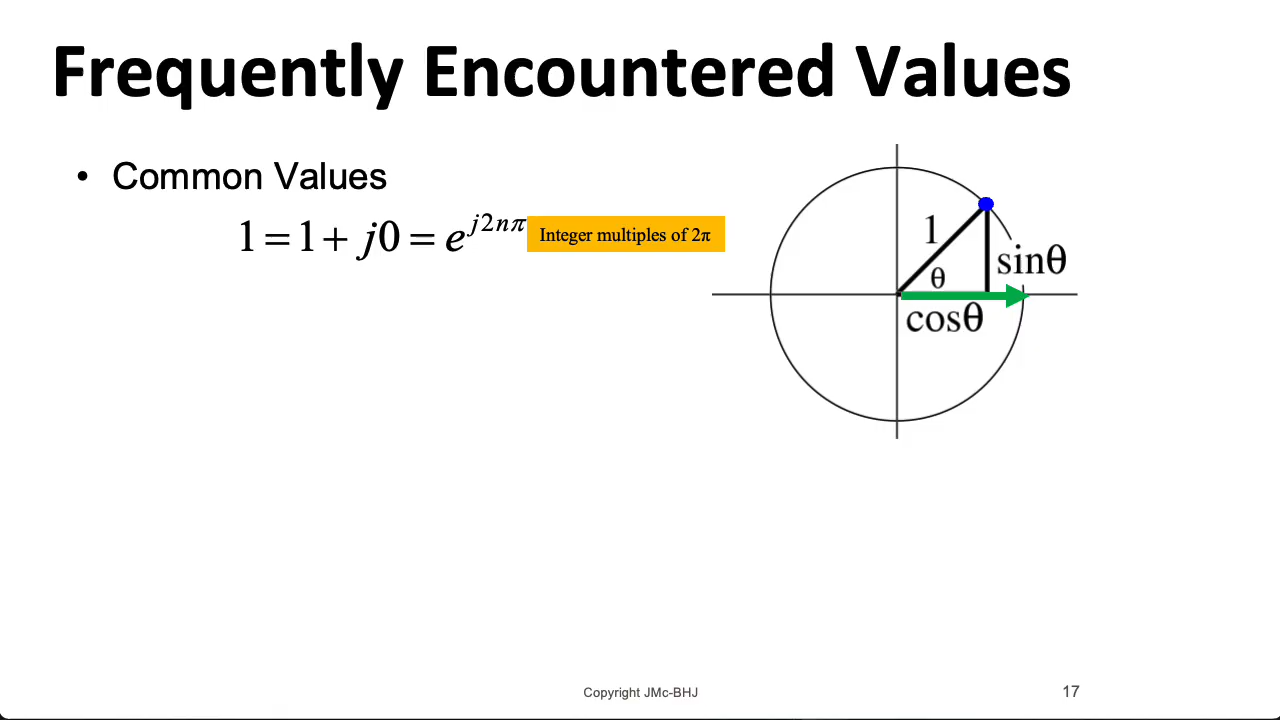 Frequently Encountered Values
• Common Values
1 = 1 + j0 = e^{j2nπ} Integer multiples of 2π
1
θ
sinθ
cosθ
Copyright JMc-BHJ
17